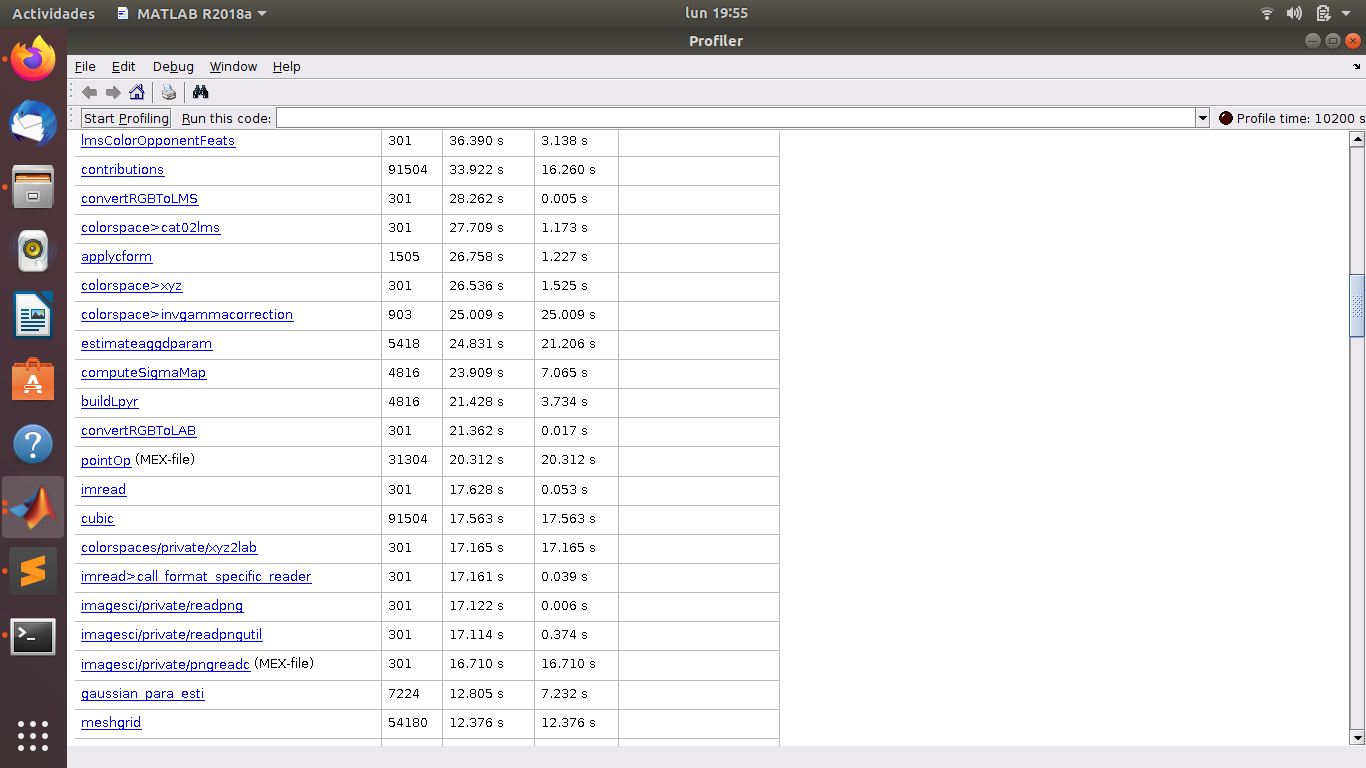 Actividades MATLAB R2018a lun 19:55
Profiler
File Edit Debug Window Help
Start Profiling Run this code: Profile time: 10200 s
lmsColorOpponentFeats 301 36.390 s 3.138 s
contributions 91504 33.922 s 16.260 s
convertRGBToLMS 301 28.262 s 0.005 s
colorspace>cat02lms 301 27.709 s 1.173 s
applycform 1505 26.758 s 1.227 s
colorspace>xyz 301 26.536 s 1.525 s
colorspace>invgammacorrection 903 25.009 s 25.009 s
estimateaggdparam 5418 24.831 s 21.206 s
computeSigmaMap 4816 23.909 s 7.065 s
buildLpyr 4816 21.428 s 3.734 s
convertRGBToLAB 301 21.362 s 0.017 s
pointOp (MEX-file) 31304 20.312 s 20.312 s
imread 301 17.628 s 0.053 s
cubic 91504 17.563 s 17.563 s
colorspaces/private/xyz2lab 301 17.165 s 17.165 s
imread>call_format_specific_reader 301 17.161 s 0.039 s
imagesci/private/readpng 301 17.122 s 0.006 s
imagesci/private/readpngutil 301 17.114 s 0.374 s
imagesci/private/pngreadc (MEX-file) 301 16.710 s 16.710 s
gaussian_para_esti 7224 12.805 s 7.232 s
meshgrid 54180 12.376 s 12.376 s